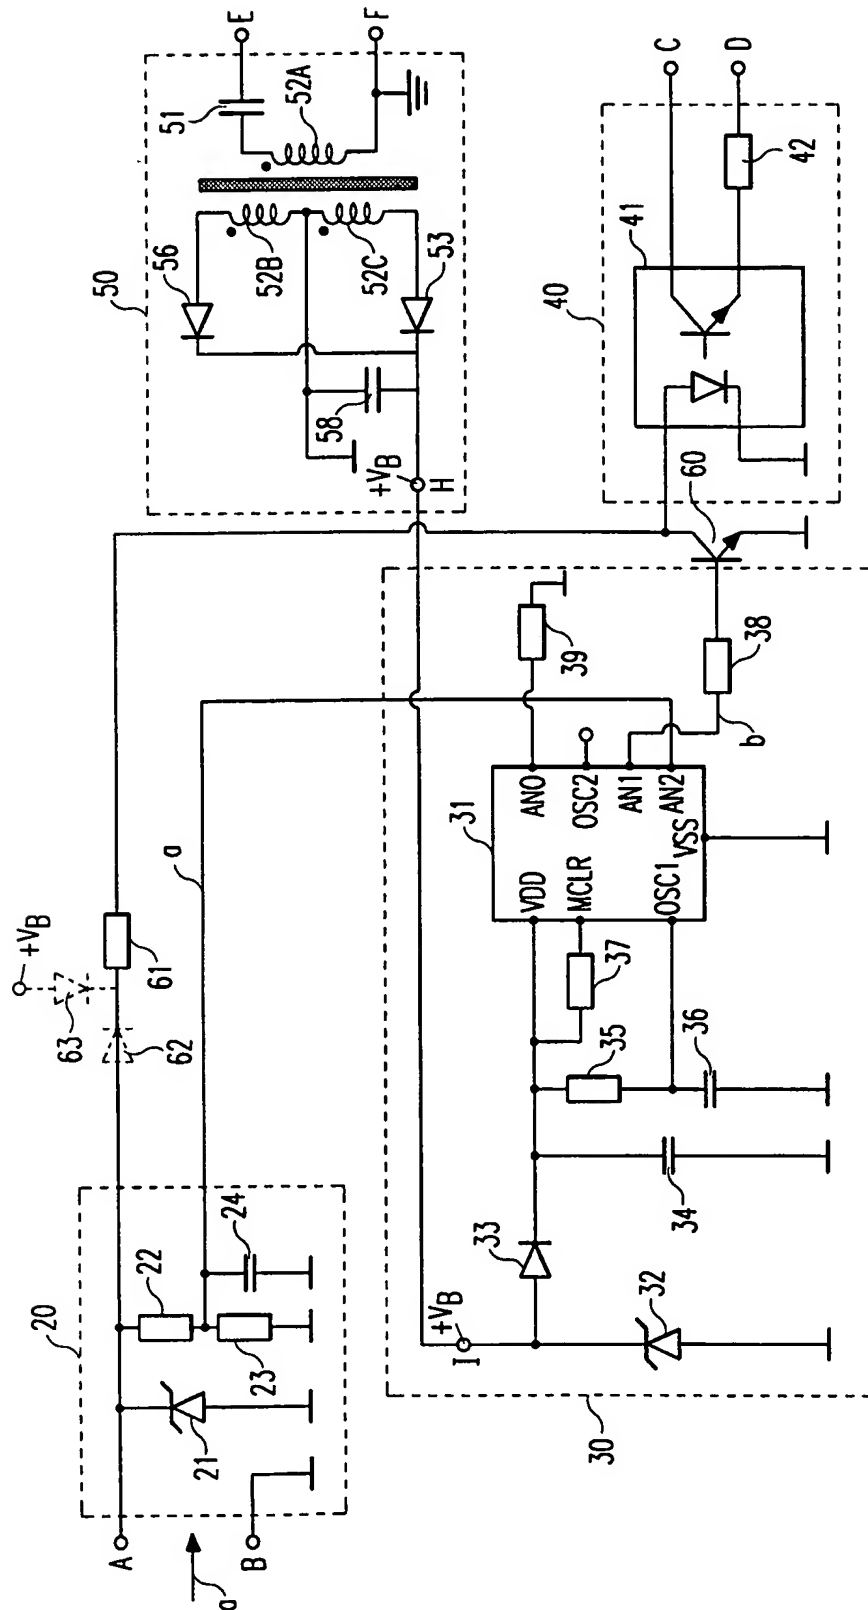 20
A
B
a
21
22
23
24
62
63
+VB
61
a
50
56
52B
52C
53
51
52A
E
F
58
+VB
H
30
I
+VB
32
33
34
35
36
37
31
VDD
MCLR
OSC1
VSS
AN0
OSC2
AN1
AN2
39
b
38
60
40
41
42
C
D